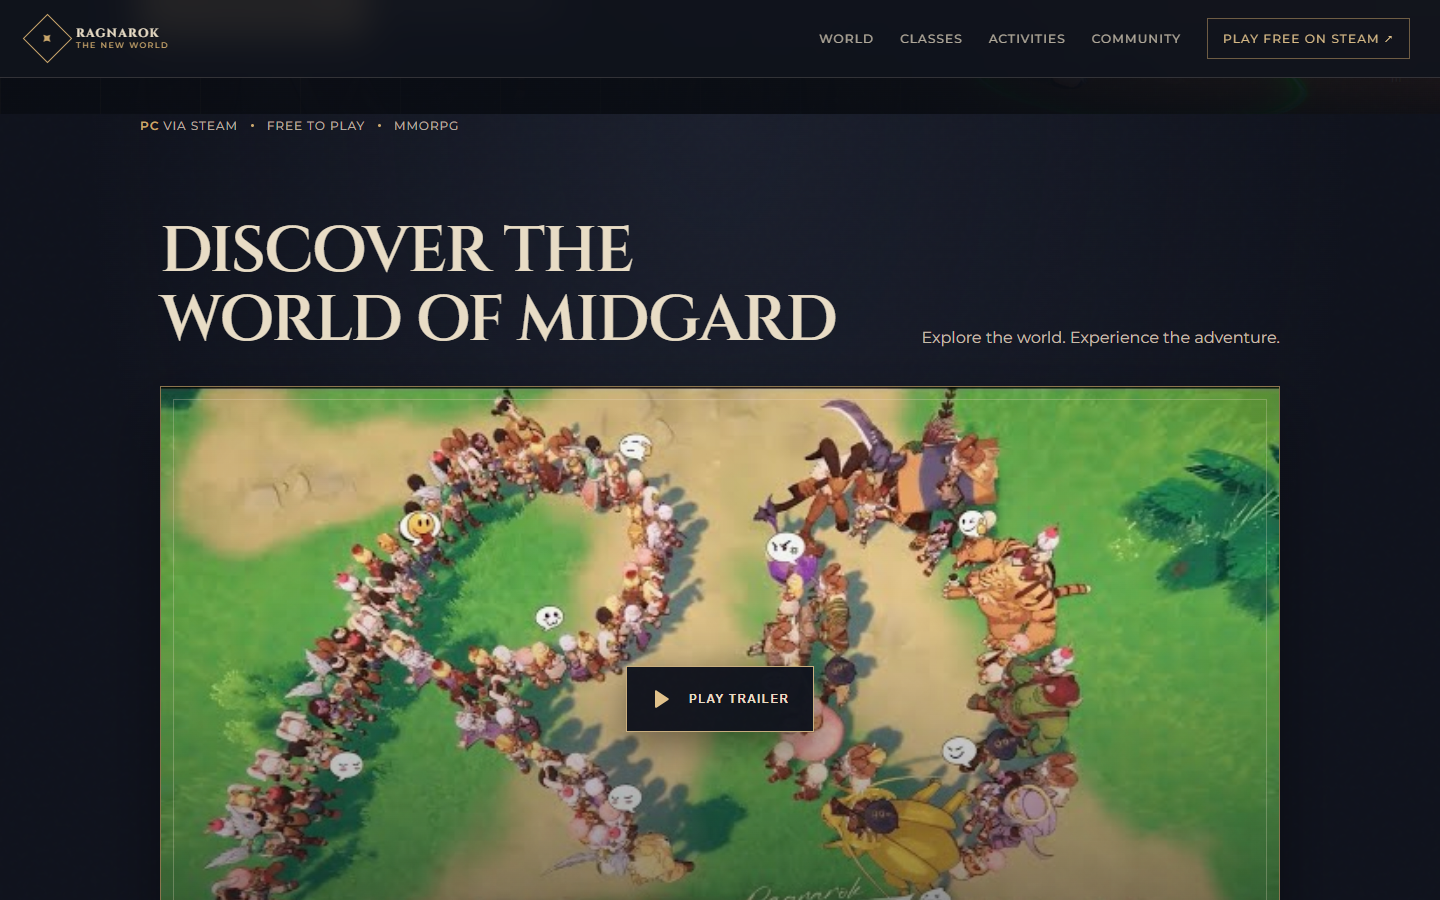 RAGNAROK
THE NEW WORLD
WORLD
CLASSES
ACTIVITIES
COMMUNITY
PLAY FREE ON STEAM ↗
PC VIA STEAM • FREE TO PLAY • MMORPG
DISCOVER THE
WORLD OF MIDGARD
Explore the world. Experience the adventure.
PLAY TRAILER
Ragnarok